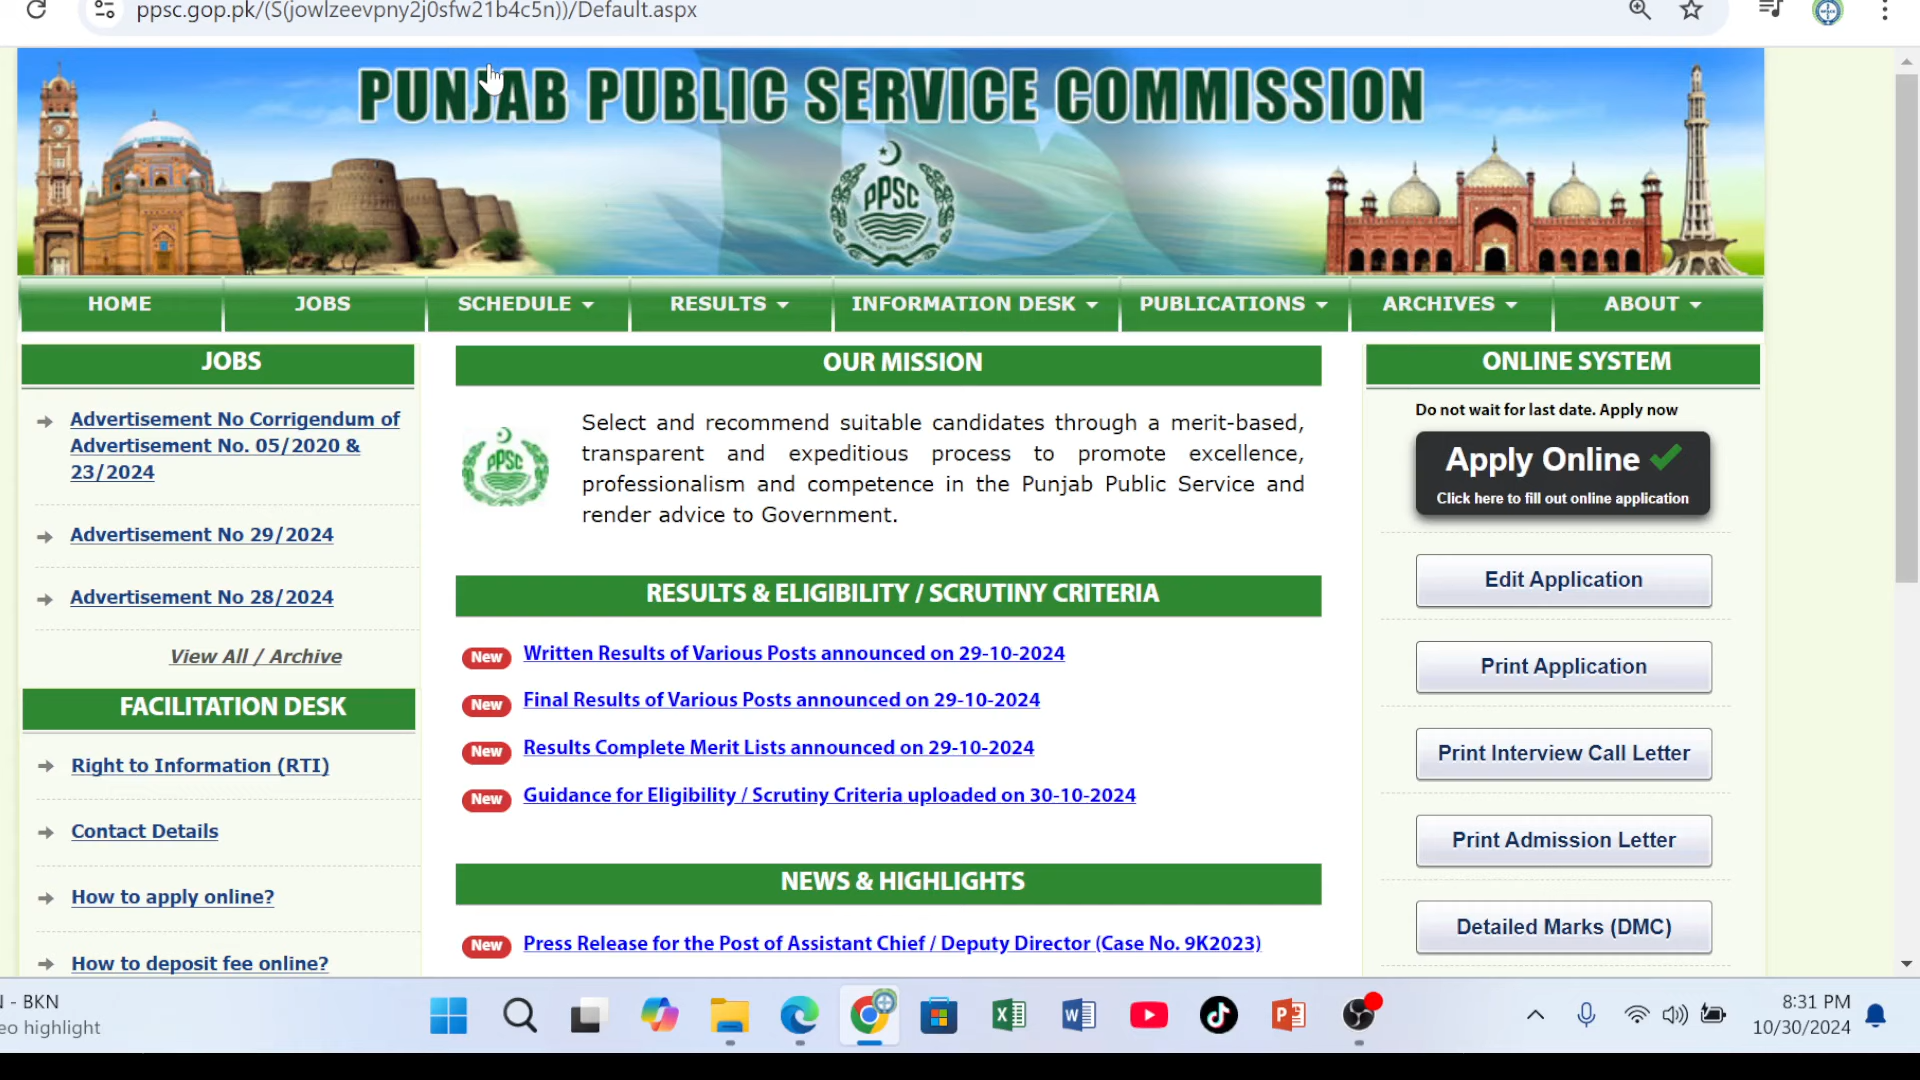 ppsc.gop.pk/(S(jowlzeevpny2j0sfw21b4c5n))/Default.aspx
PUNJAB PUBLIC SERVICE COMMISSION
PPSC
HOME
JOBS
SCHEDULE
RESULTS
INFORMATION DESK
PUBLICATIONS
ARCHIVES
ABOUT
JOBS
Advertisement No Corrigendum of
Advertisement No. 05/2020 &
23/2024
Advertisement No 29/2024
Advertisement No 28/2024
View All / Archive
FACILITATION DESK
Right to Information (RTI)
Contact Details
How to apply online?
How to deposit fee online?
OUR MISSION
PPSC
Select and recommend suitable candidates through a merit-based,
transparent and expeditious process to promote excellence,
professionalism and competence in the Punjab Public Service and
render advice to Government.
RESULTS & ELIGIBILITY / SCRUTINY CRITERIA
New Written Results of Various Posts announced on 29-10-2024
New Final Results of Various Posts announced on 29-10-2024
New Results Complete Merit Lists announced on 29-10-2024
New Guidance for Eligibility / Scrutiny Criteria uploaded on 30-10-2024
NEWS & HIGHLIGHTS
New Press Release for the Post of Assistant Chief / Deputy Director (Case No. 9K2023)
ONLINE SYSTEM
Do not wait for last date. Apply now
Apply Online
Click here to fill out online application
Edit Application
Print Application
Print Interview Call Letter
Print Admission Letter
Detailed Marks (DMC)
- BKN
eo highlight
8:31 PM
10/30/2024